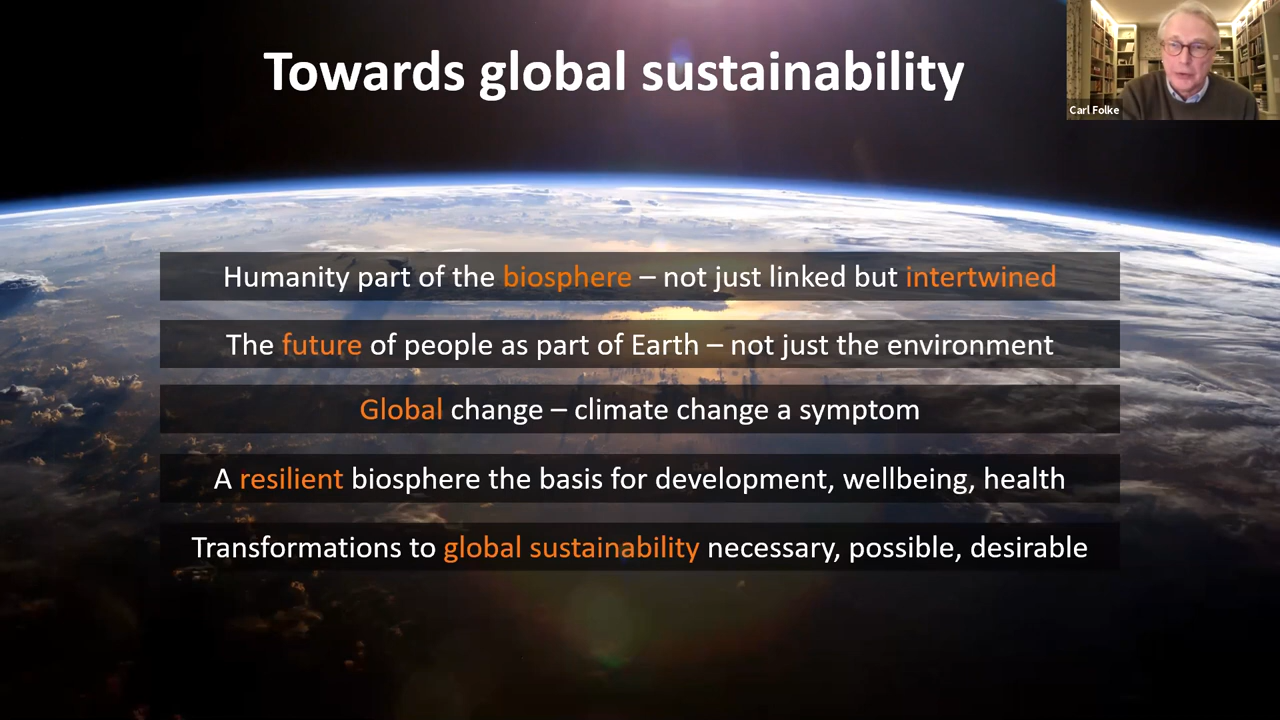 Towards global sustainability
Carl Folke
Humanity part of the biosphere – not just linked but intertwined
The future of people as part of Earth – not just the environment
Global change – climate change a symptom
A resilient biosphere the basis for development, wellbeing, health
Transformations to global sustainability necessary, possible, desirable